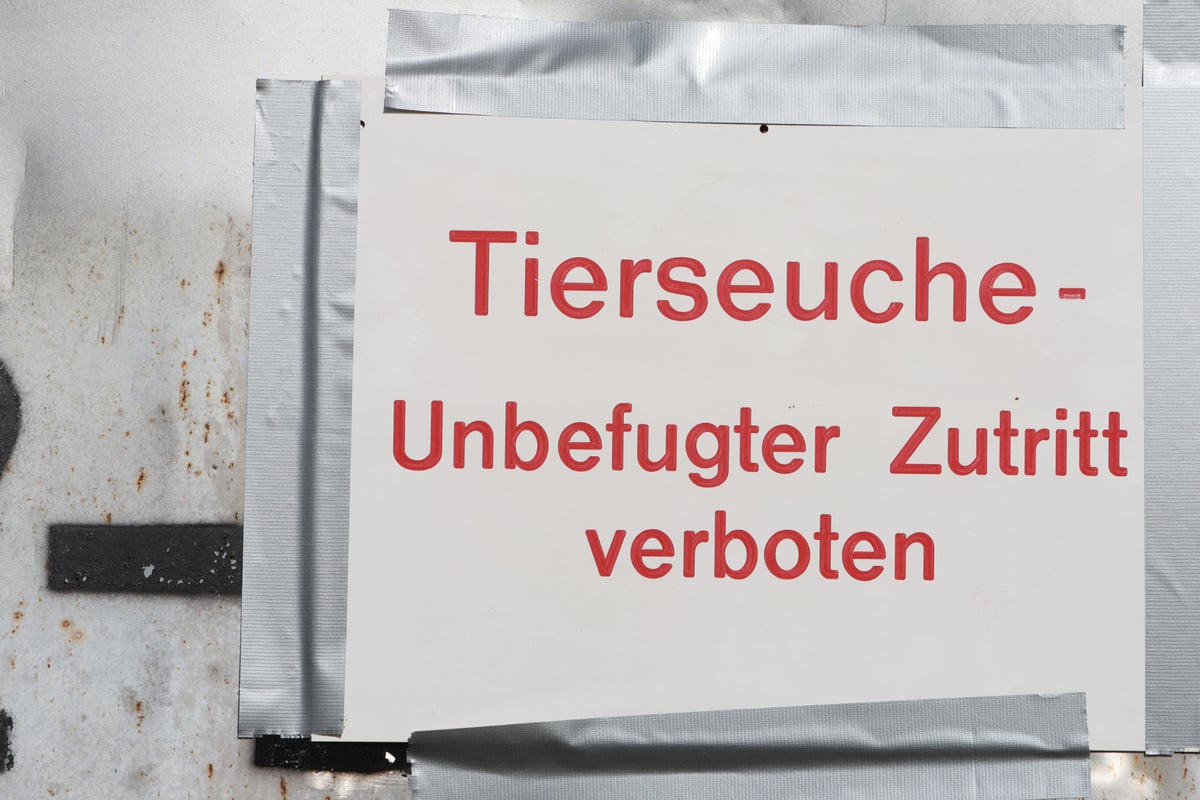 Tierseuche -
Unbefugter Zutritt
verboten